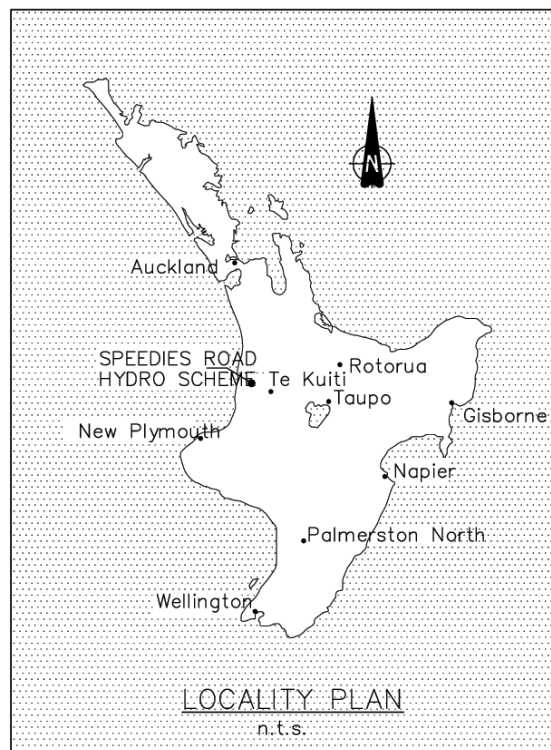 N
Auckland
SPEEDIES ROAD
HYDRO SCHEME
Te Kuiti
Rotorua
Taupo
Gisborne
New Plymouth
Napier
Palmerston North
Wellington
LOCALITY PLAN
n.t.s.